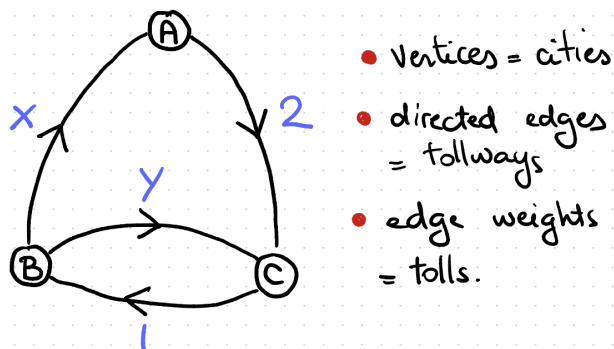 A
X
2
Y
B
C
1
• vertices = cities
• directed edges
= tollways
• edge weights
= tolls.